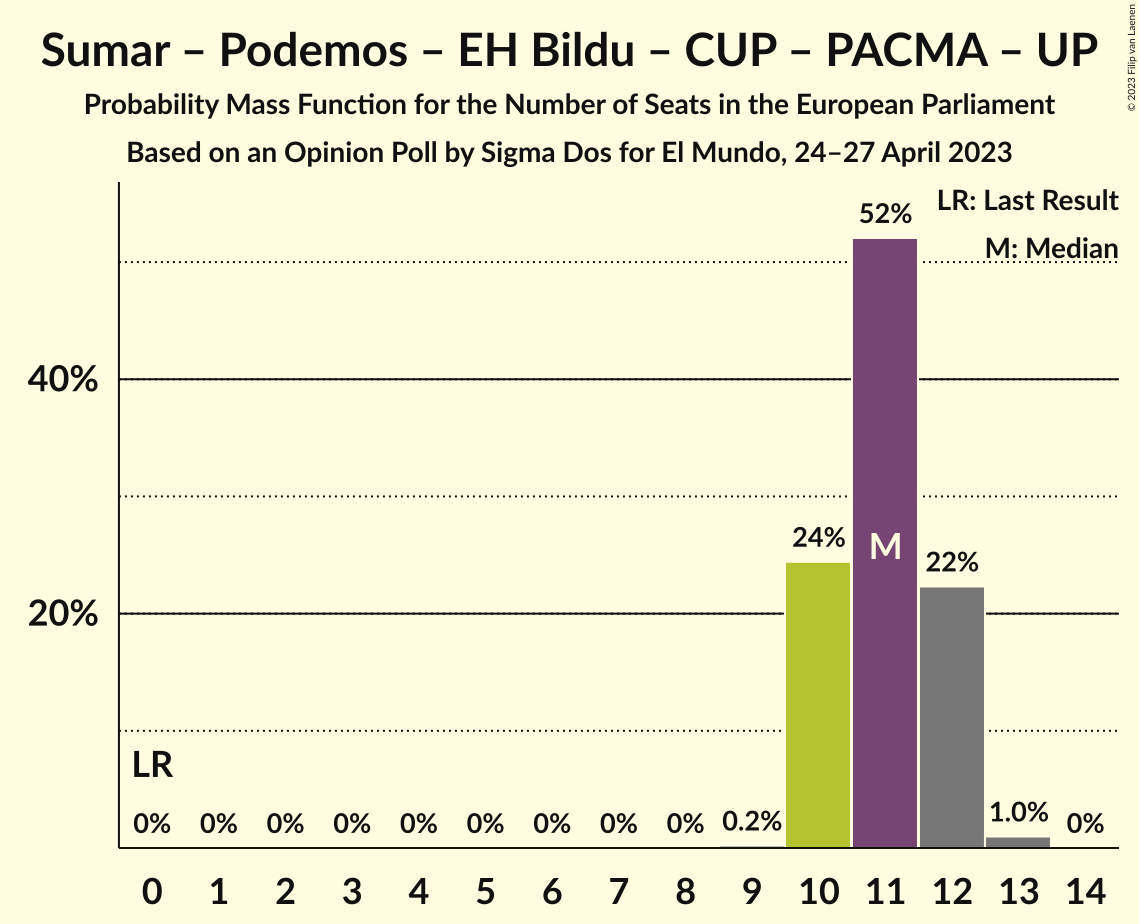 Sumar – Podemos – EH Bildu – CUP – PACMA – UP
Probability Mass Function for the Number of Seats in the European Parliament
Based on an Opinion Poll by Sigma Dos for El Mundo, 24–27 April 2023
© 2023 Filip van Laenen
LR: Last Result
M: Median
52%
40%
24%
M
22%
20%
LR
0% 0% 0% 0% 0% 0% 0% 0% 0% 0.2% 1.0% 0%
0 1 2 3 4 5 6 7 8 9 10 11 12 13 14